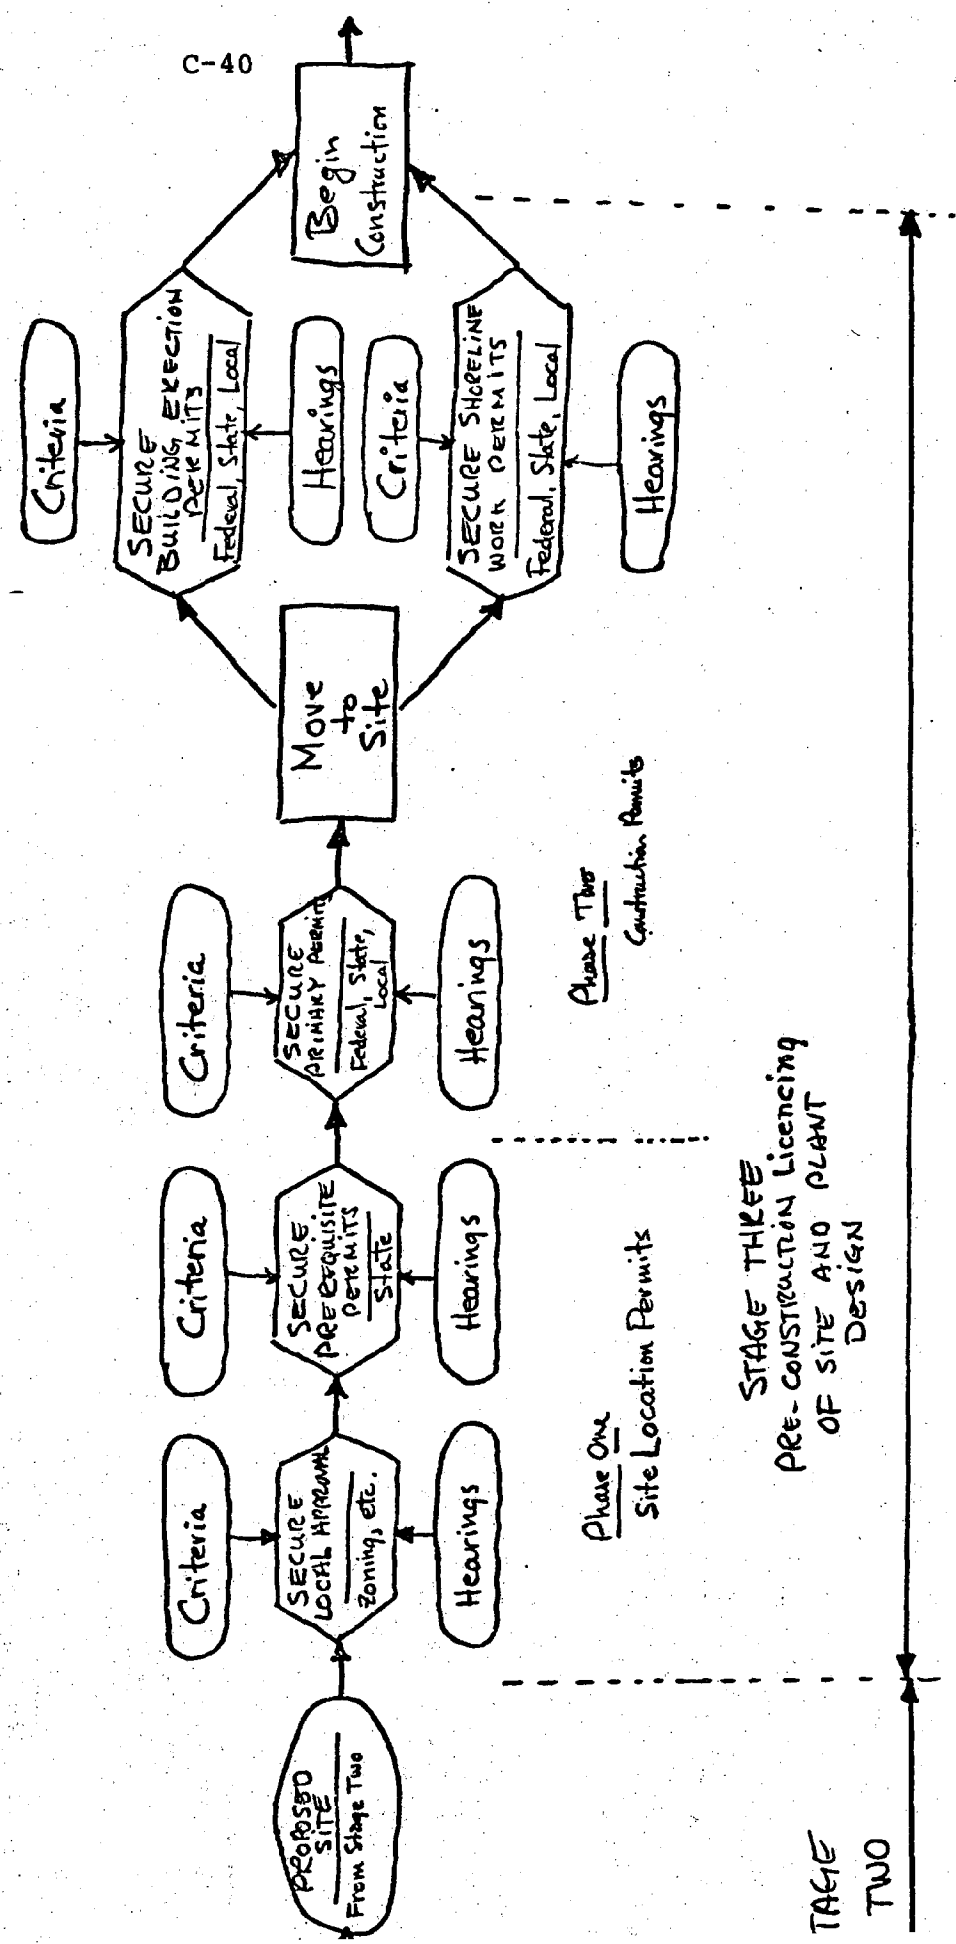 C-40
PROPOSED
SITE
From Stage Two
Criteria
SECURE
LOCAL APPROVAL
Zoning, etc.
Hearings
Criteria
SECURE
PREREQUISITE
PERMITS
State
Hearings
Criteria
SECURE
PRIMARY PERMITS
Federal, State,
Local
Hearings
Move
to
Site
Criteria
SECURE
BUILDING ERECTION
PERMITS
Federal, State, Local
Hearings
Criteria
SECURE SHORELINE
WORK PERMITS
Federal, State, Local
Hearings
Begin
Construction
Phase One
Site Location Permits
Phase Two
Construction Permits
STAGE THREE
PRE-CONSTRUCTION Licencing
OF SITE AND PLANT
DESIGN
TAGE
TWO